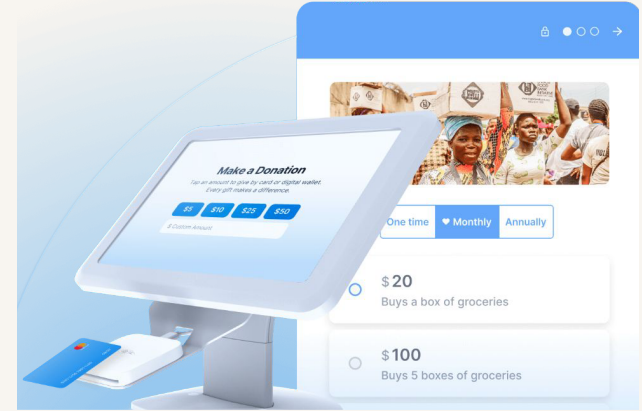 Make a Donation
Tap an amount to give by card or digital wallet.
Every gift makes a difference.
$5 $10 $25 $50
$ Custom Amount
One time ♥ Monthly Annually
$ 20
Buys a box of groceries
$ 100
Buys 5 boxes of groceries